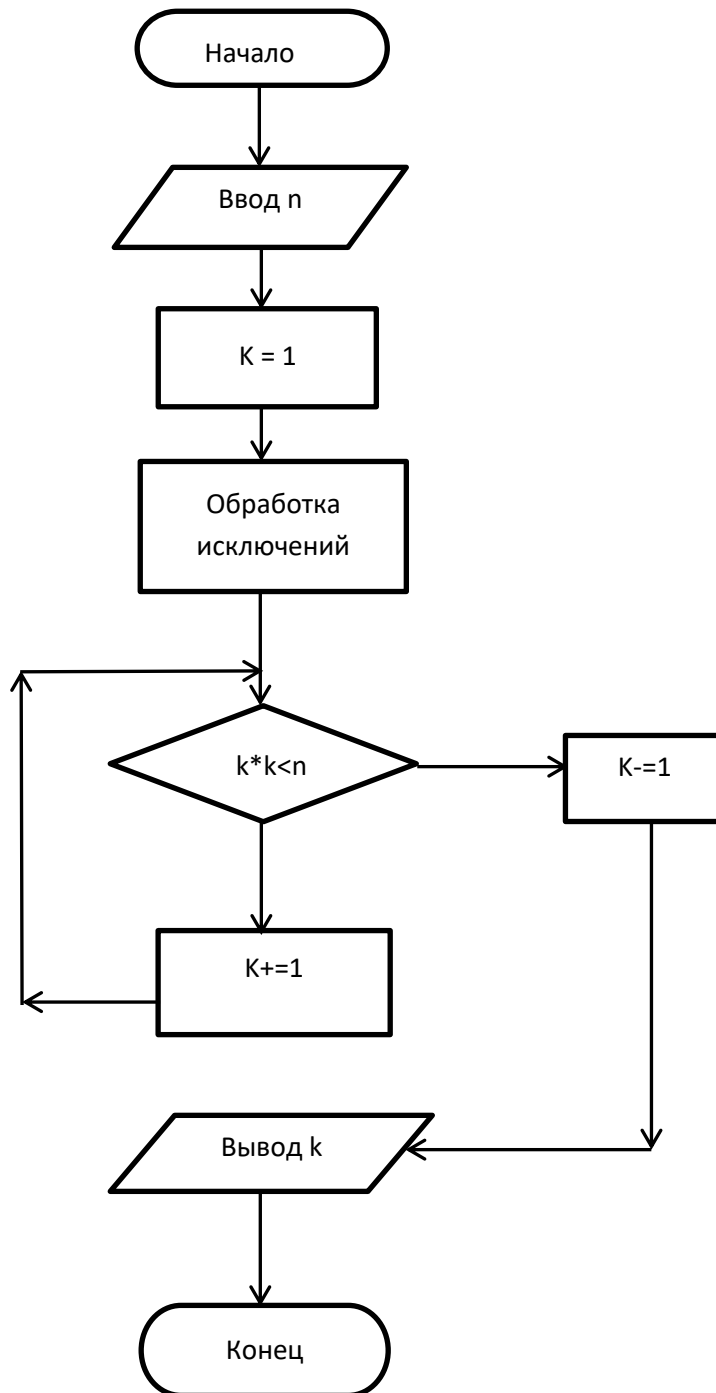 Начало
Ввод n
K = 1
Обработка
исключений
k*k<n
K-=1
K+=1
Вывод k
Конец